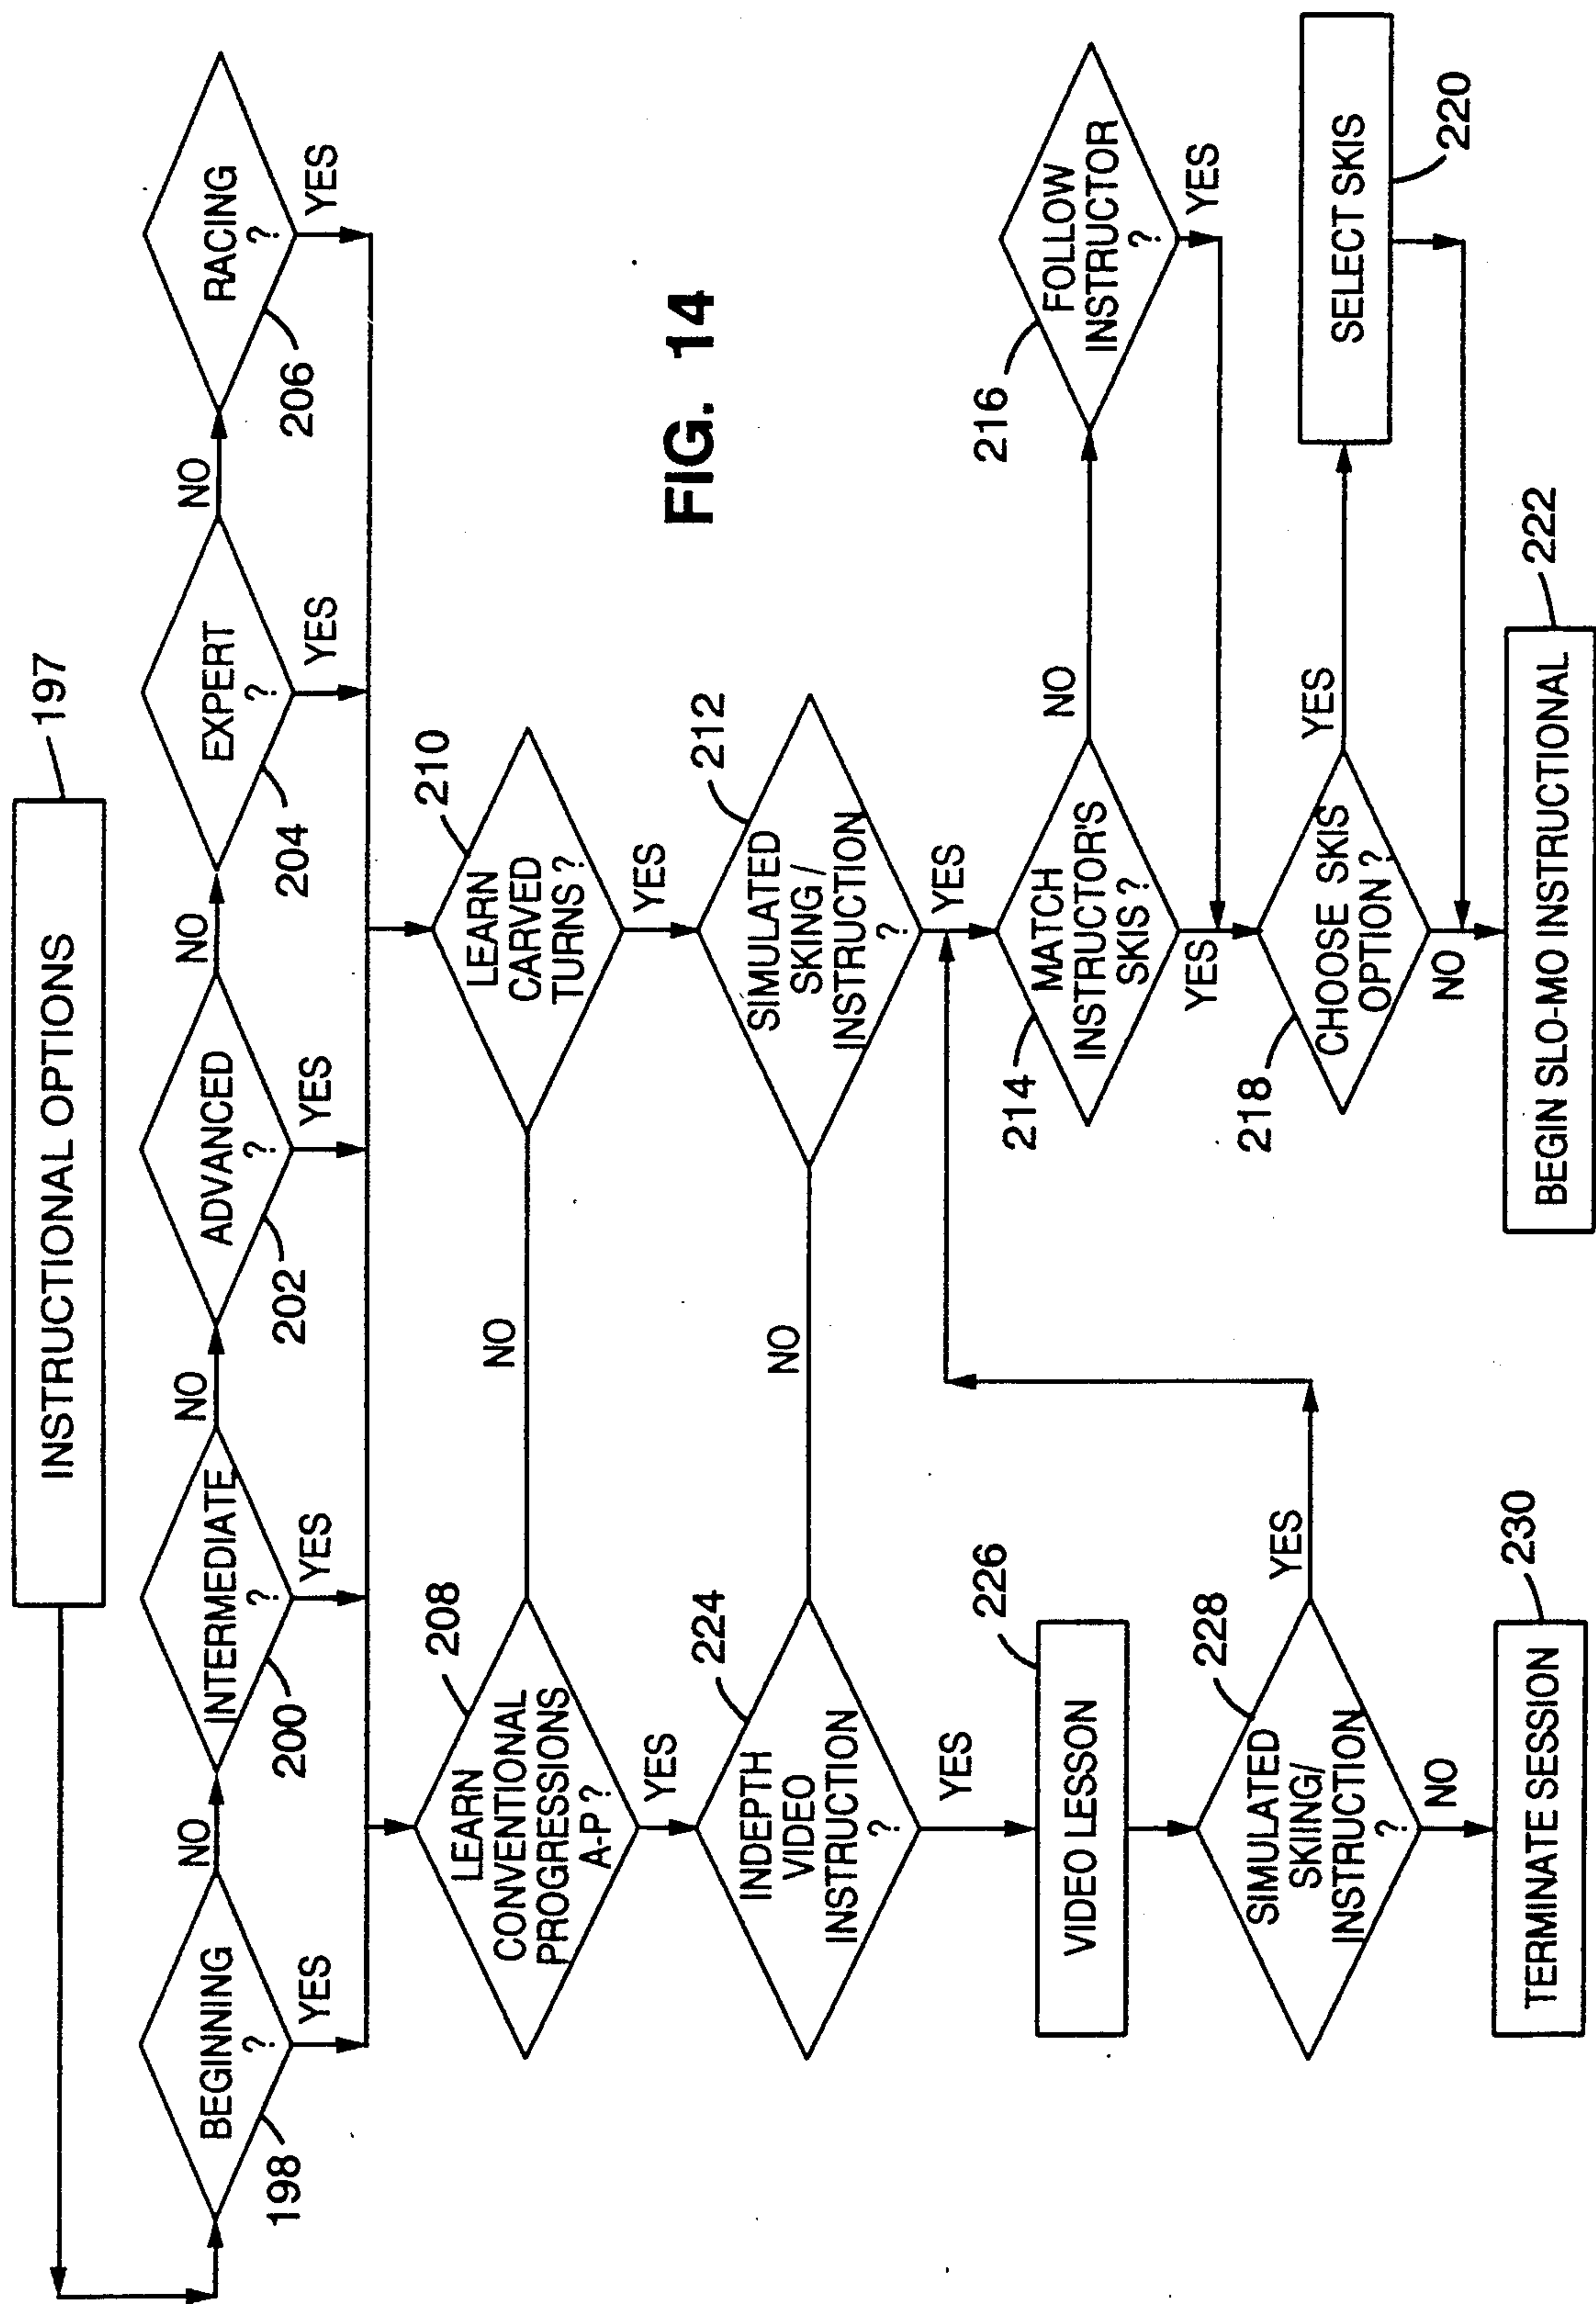 INSTRUCTIONAL OPTIONS
197
BEGINNING
?
198
NO
YES
INTERMEDIATE
?
200
NO
YES
ADVANCED
?
202
NO
YES
EXPERT
?
204
NO
YES
RACING
?
206
YES
LEARN
CONVENTIONAL
PROGRESSIONS
A-P ?
208
NO
YES
LEARN
CARVED
TURNS ?
210
YES
FIG. 14
INDEPTH
VIDEO
INSTRUCTION
?
224
NO
YES
SIMULATED
SKING /
INSTRUCTION
?
212
YES
VIDEO LESSON
226
MATCH
INSTRUCTOR'S
SKIS ?
214
NO
YES
FOLLOW
INSTRUCTOR
?
216
YES
SIMULATED
SKIING/
INSTRUCTION
?
228
YES
NO
CHOOSE SKIS
OPTION ?
218
YES
NO
SELECT SKIS
220
TERMINATE SESSION
230
BEGIN SLO-MO INSTRUCTIONAL
222